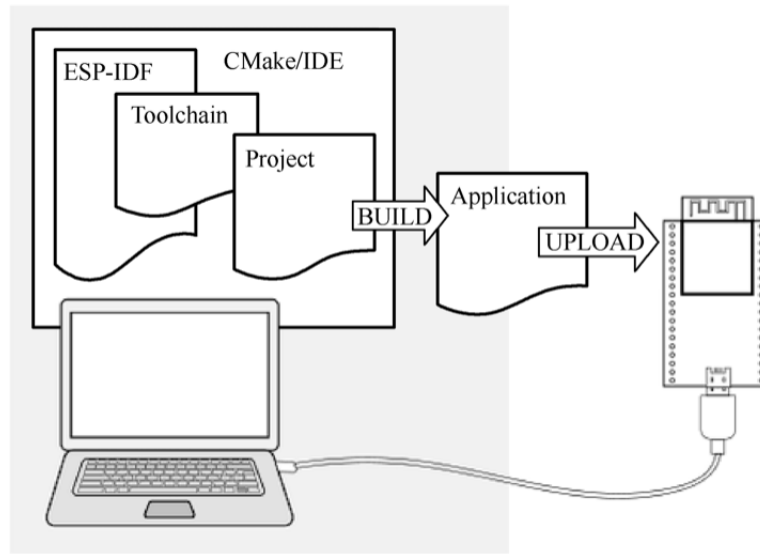 ESP-IDF
CMake/IDE
Toolchain
Project
BUILD
Application
UPLOAD